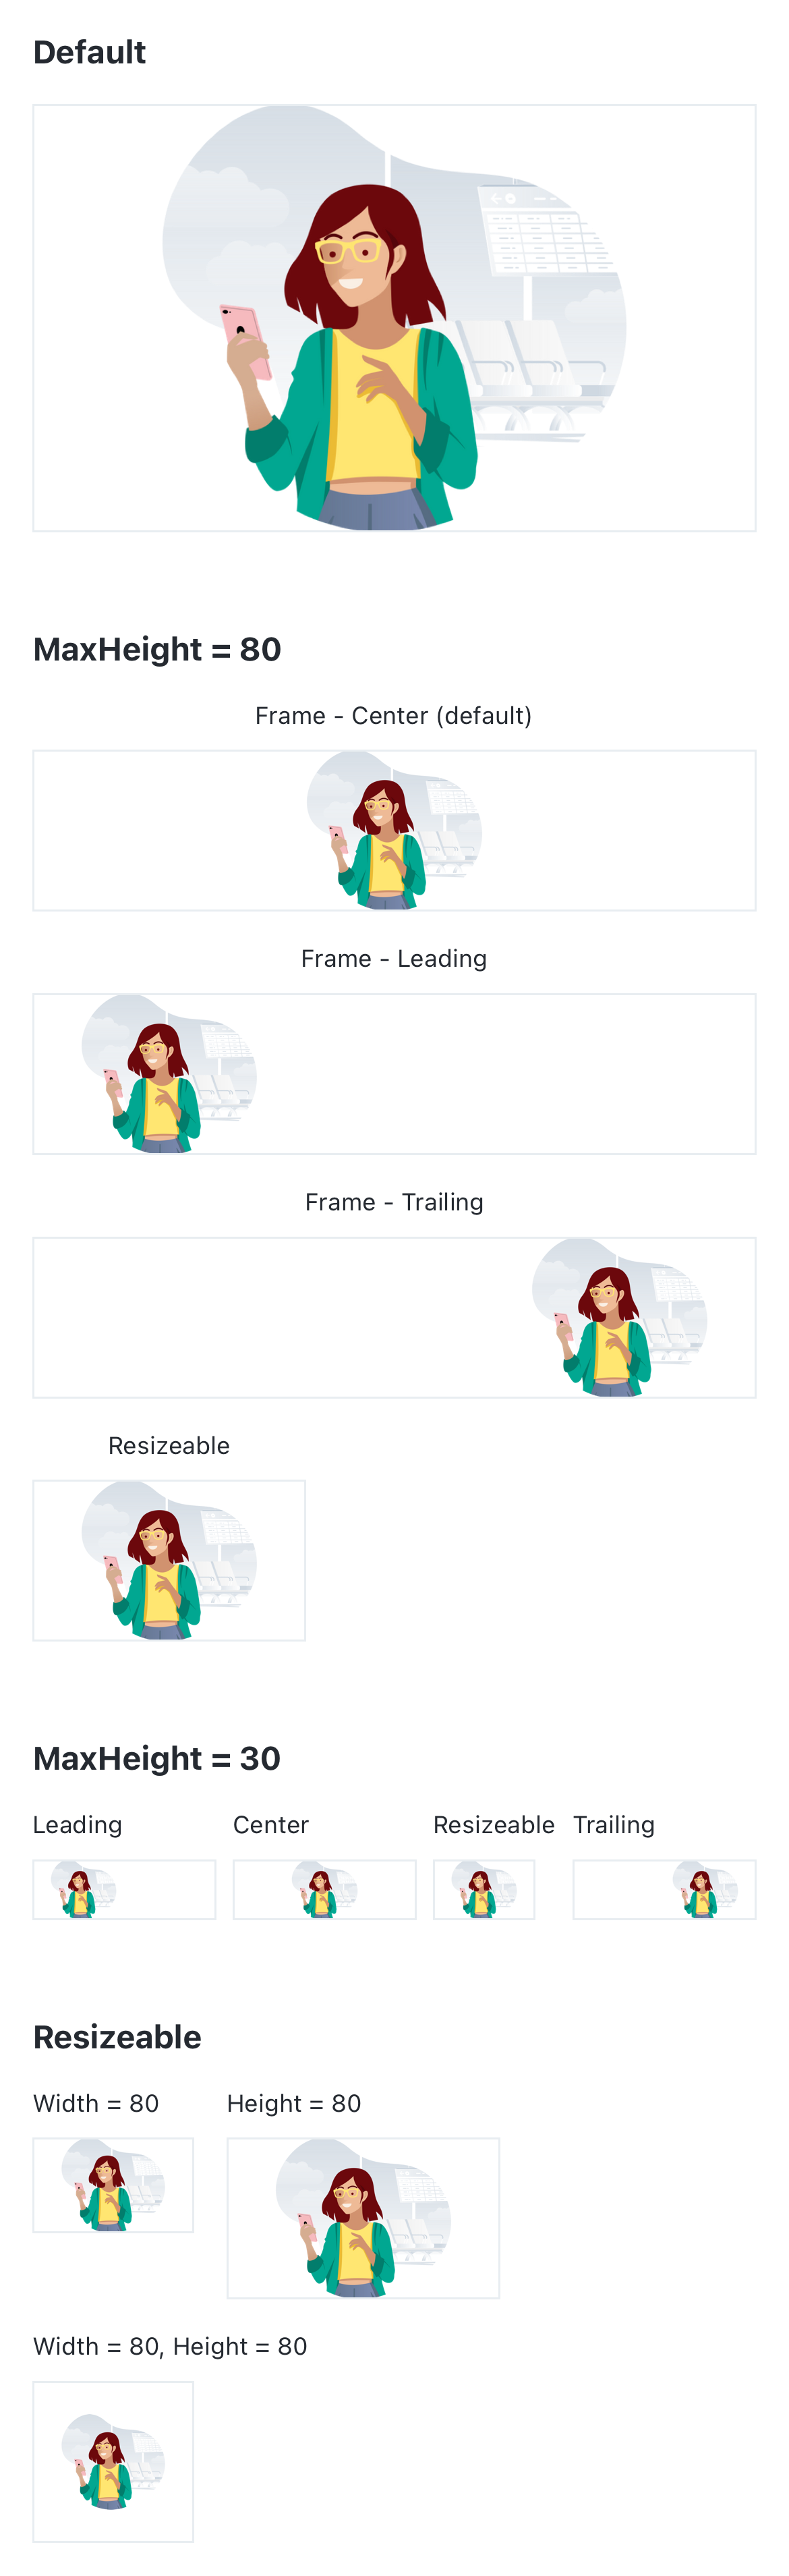 Default
MaxHeight = 80
Frame - Center (default)
Frame - Leading
Frame - Trailing
Resizeable
MaxHeight = 30
Leading
Center
Resizeable
Trailing
Resizeable
Width = 80
Height = 80
Width = 80, Height = 80